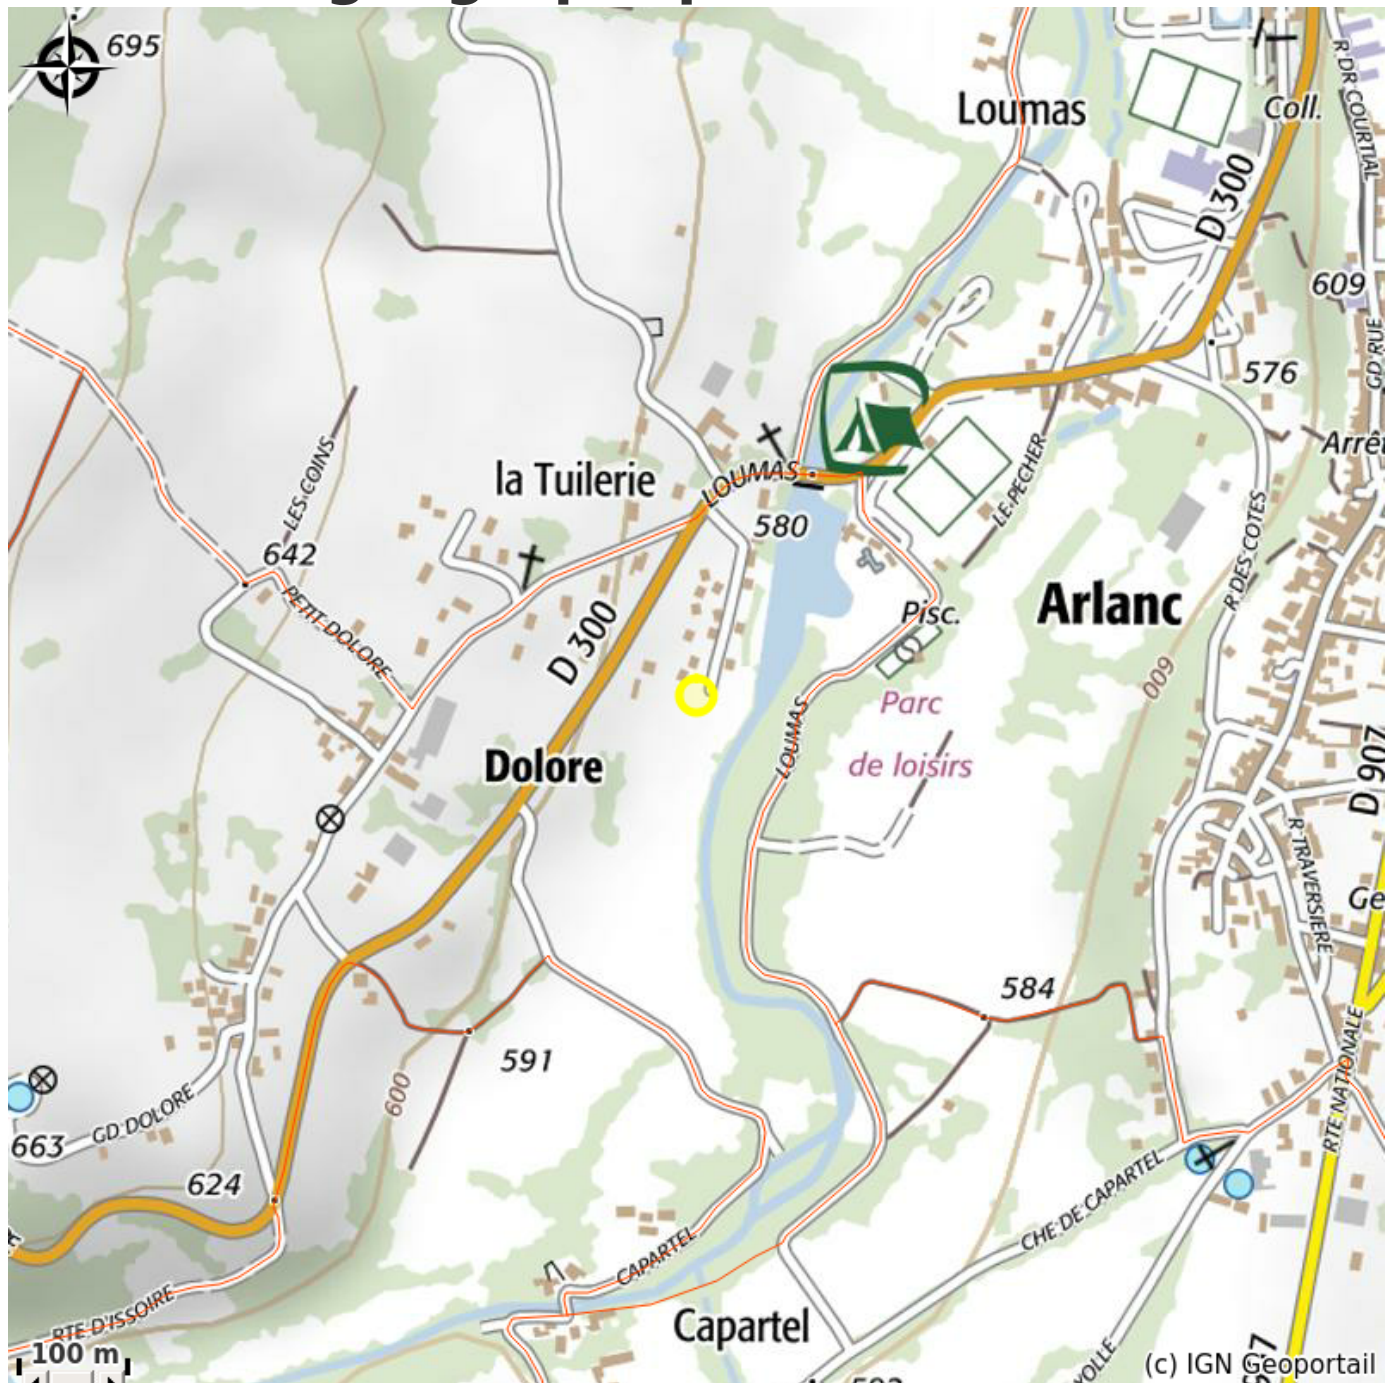 695
Loumas
Coll.
R DR COURTIAL
D 300
609
GD RUE
576
Arrêt
LES COINS
la Tuilerie
LOUMAS
580
LE PECHER
642
PETIT DOLORE
R DES COTES
Arlanc
Pisc.
D 300
600
Parc
de loisirs
LOUMAS
Dolore
D 907
R TRAVERSIERE
Ge
584
591
600
RTE NATIONALE
GD DOLORE
663
624
CHE DE CAPARTEL
CAPARTEL
RTE D'ISSOIRE
Capartel
100 m
YOLLE
(c) IGN Geoportail